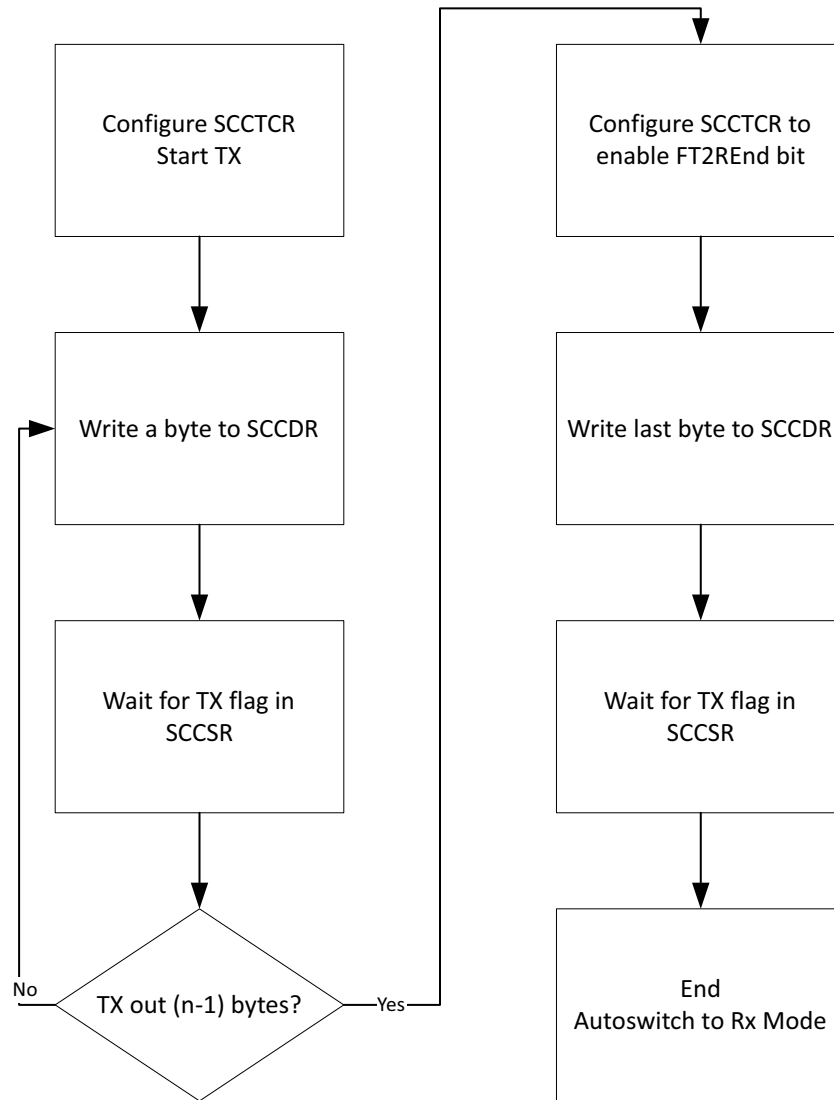 Configure SCCTCR
Start TX
Write a byte to SCCDR
Wait for TX flag in
SCCSR
TX out (n-1) bytes?
No
Yes
Configure SCCTCR to
enable FT2REnd bit
Write last byte to SCCDR
Wait for TX flag in
SCCSR
End
Autoswitch to Rx Mode